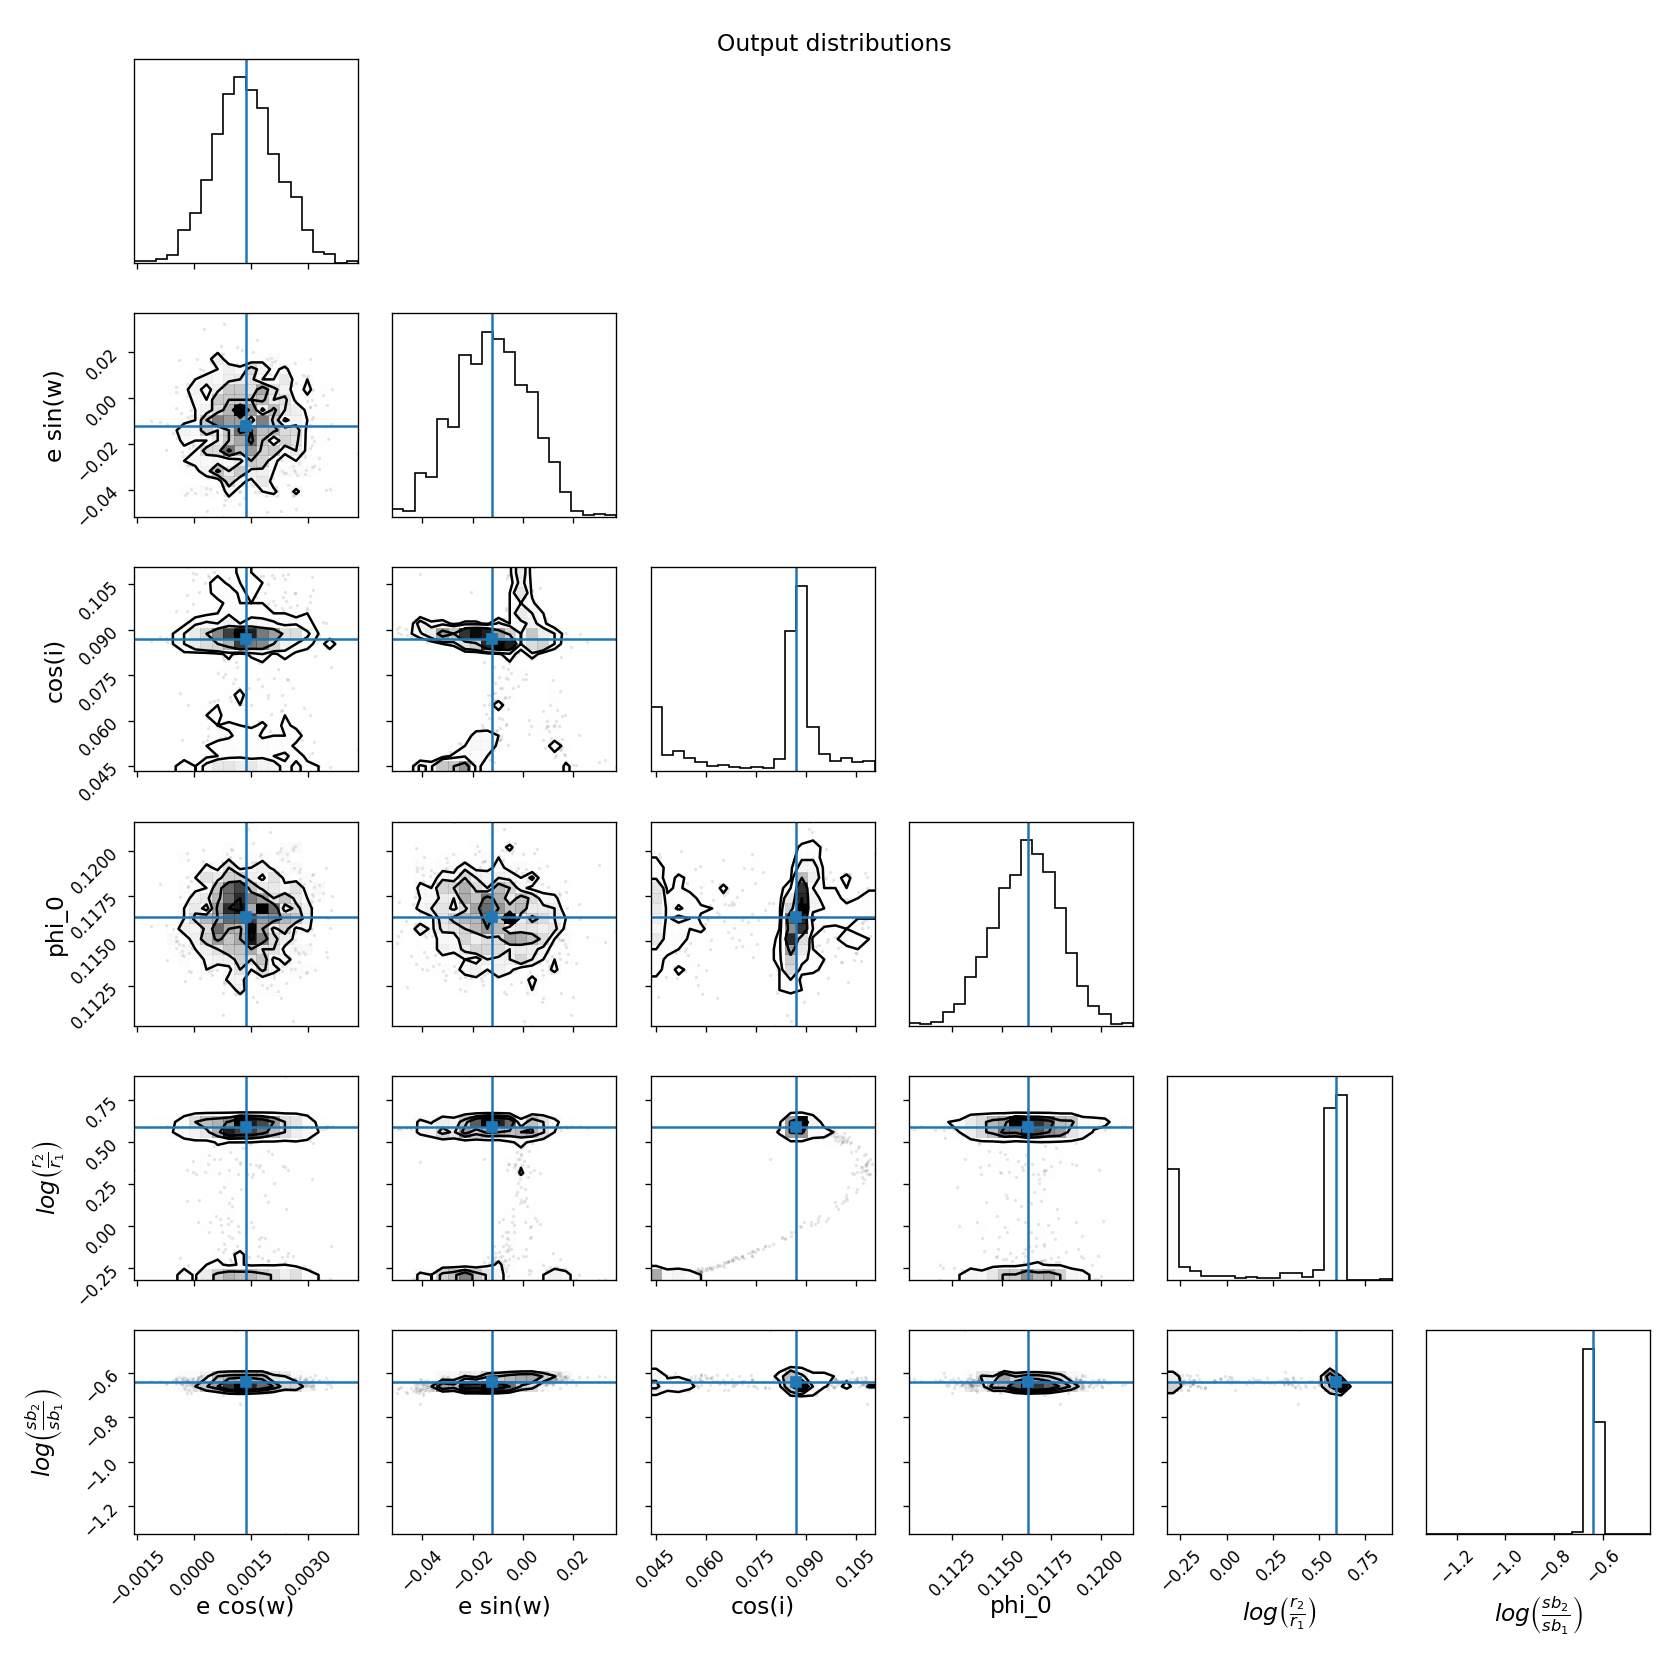 Output distributions
e sin(w)
0.02
0.00
−0.02
−0.04
cos(i)
0.105
0.090
0.075
0.060
0.045
phi_0
0.1200
0.1175
0.1150
0.1125
log(r₂/r₁)
0.75
0.50
0.25
0.00
−0.25
log(sb₂/sb₁)
−0.6
−0.8
−1.0
−1.2
−0.0015 0.0000 0.0015 0.0030
e cos(w)
−0.04 −0.02 0.00 0.02
e sin(w)
0.045 0.060 0.075 0.090 0.105
cos(i)
0.1125 0.1150 0.1175 0.1200
phi_0
−0.25 0.00 0.25 0.50 0.75
log(r₂/r₁)
−1.2 −1.0 −0.8 −0.6
log(sb₂/sb₁)